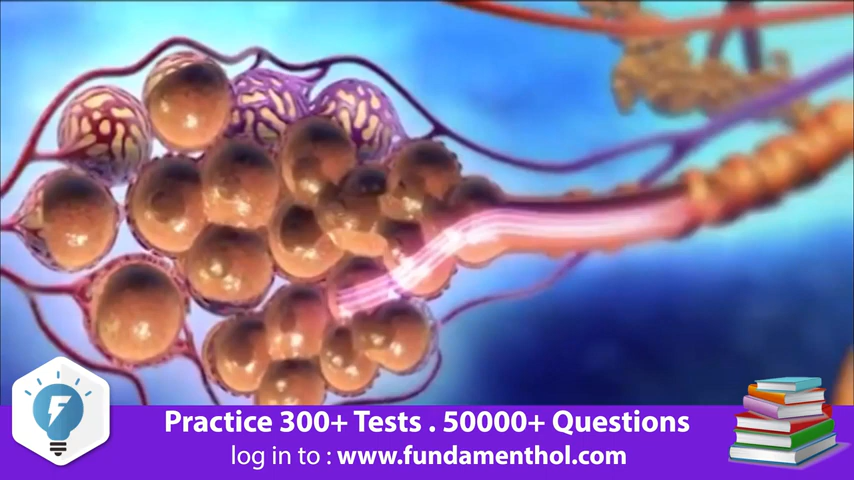 Practice 300+ Tests . 50000+ Questions
log in to : www.fundamenthol.com